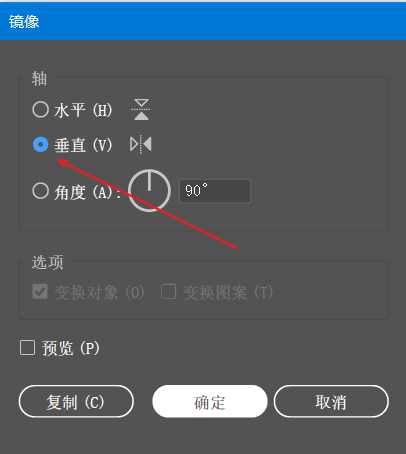 镜像
轴
水平(H)
垂直(V)
角度(A): 90°
选项
变换对象(O) 变换图案(T)
预览(P)
复制(C) 确定 取消